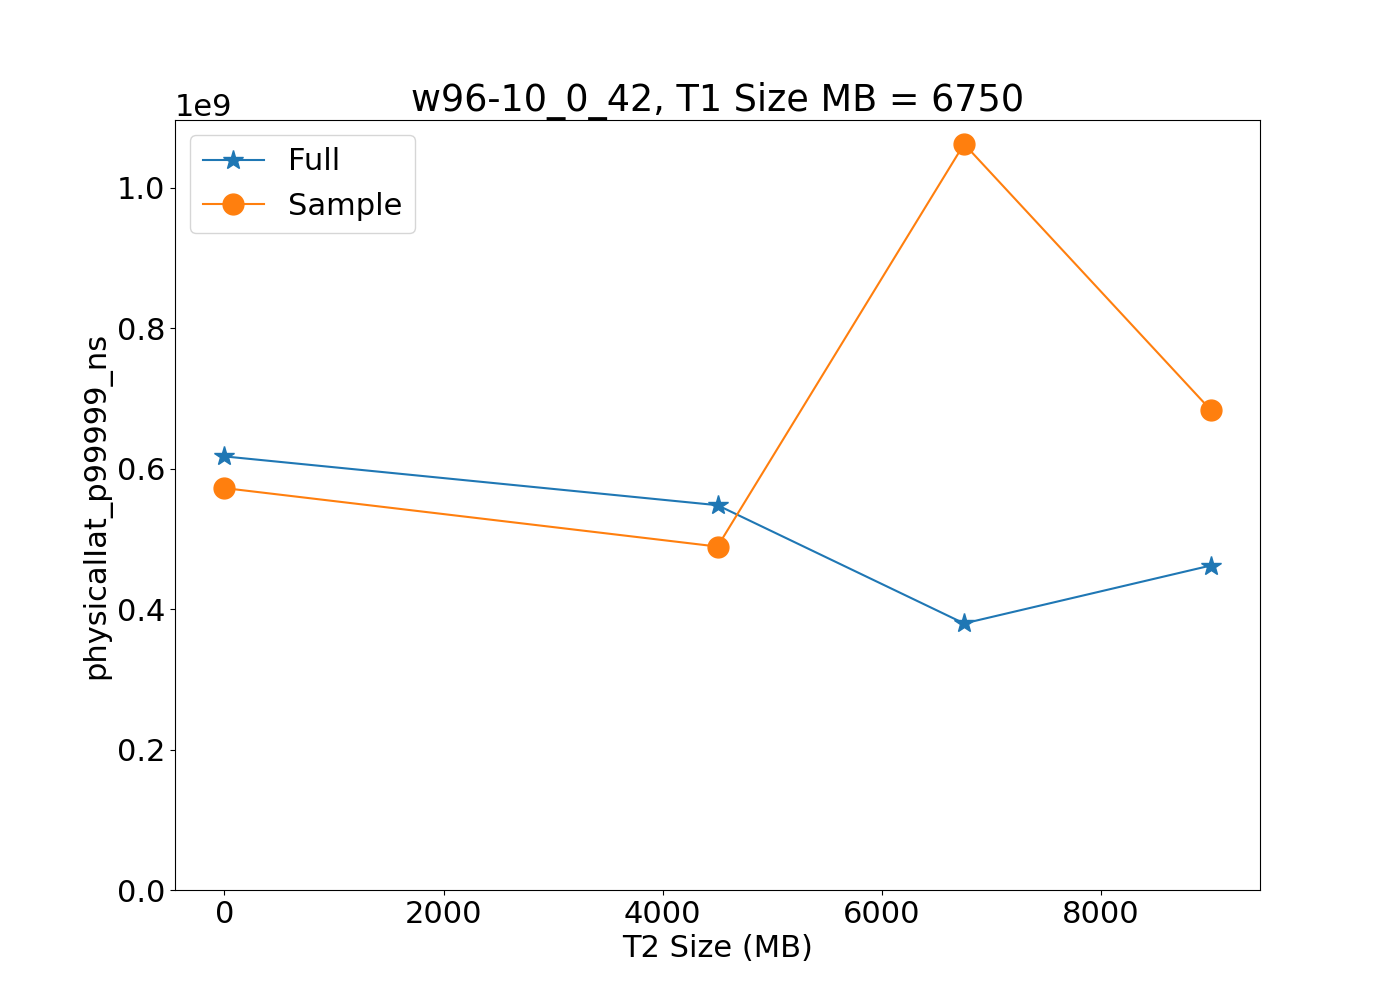 w96-10_0_42, T1 Size MB = 6750
1e9
Full
Sample
1.0
0.8
0.6
0.4
0.2
0.0
physicallat_p99999_ns
0 2000 4000 6000 8000
T2 Size (MB)